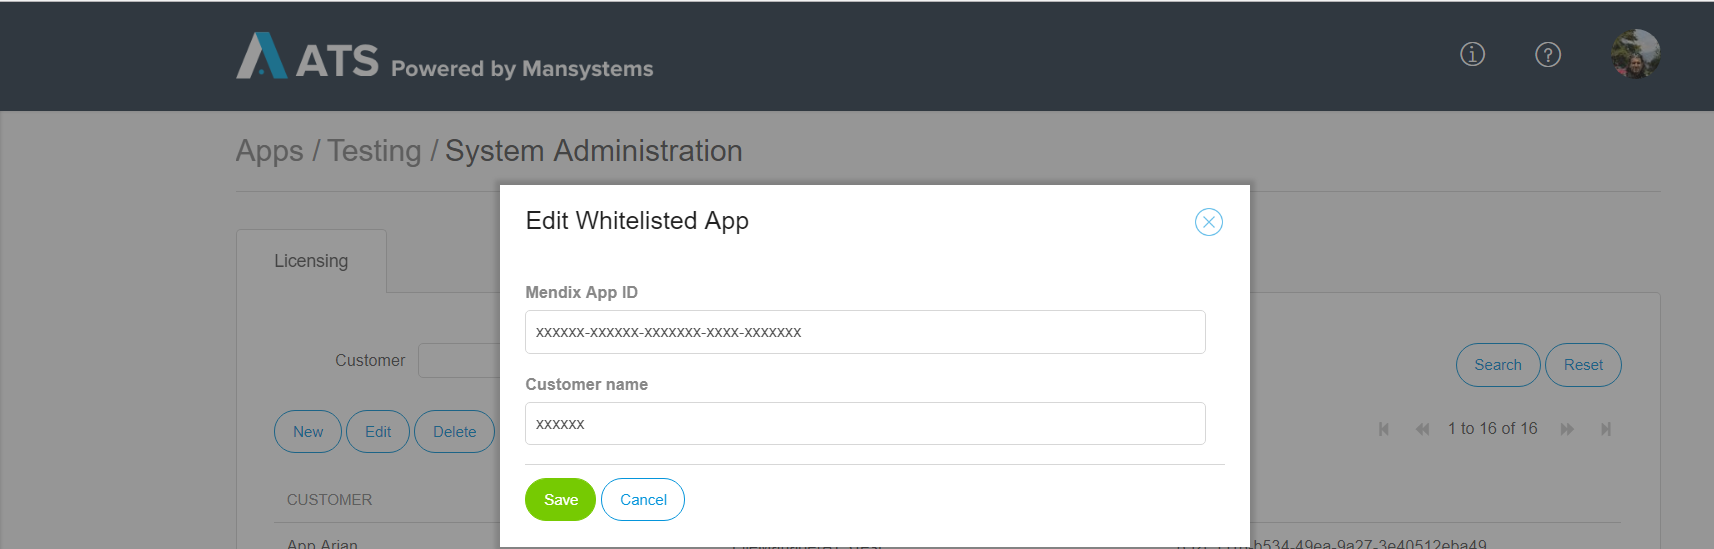 ATS Powered by Mansystems
Apps / Testing / System Administration
Edit Whitelisted App
Licensing
Mendix App ID
xxxxxx-xxxxxx-xxxxxxx-xxxx-xxxxxxx
Customer
Search Reset
Customer name
xxxxxx
New Edit Delete
1 to 16 of 16
Save Cancel
CUSTOMER
App Arian
b534-49ea-9a27-3e40512eba49